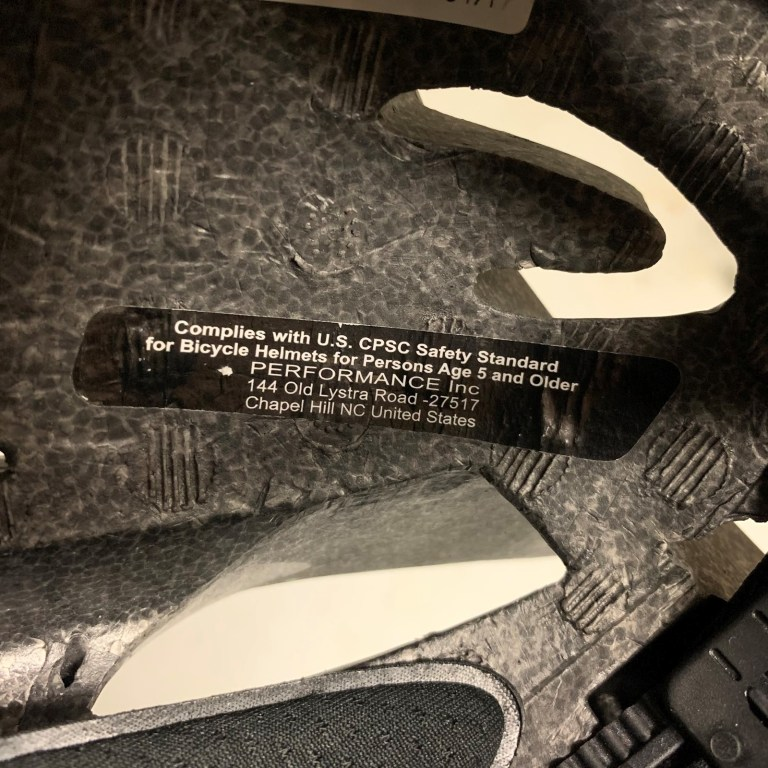 Complies with U.S. CPSC Safety Standard
for Bicycle Helmets for Persons Age 5 and Older
PERFORMANCE Inc
144 Old Lystra Road -27517
Chapel Hill NC United States